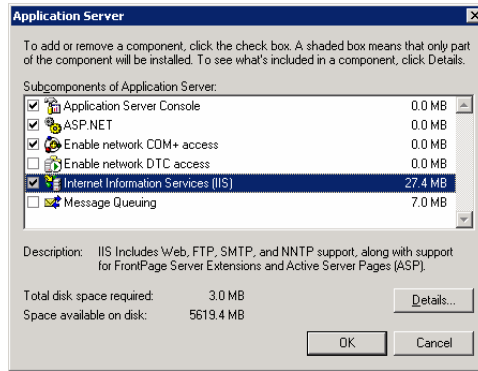 Application Server
To add or remove a component, click the check box. A shaded box means that only part
of the component will be installed. To see what's included in a component, click Details.
Subcomponents of Application Server:
Application Server Console 0.0 MB
ASP.NET 0.0 MB
Enable network COM+ access 0.0 MB
Enable network DTC access 0.0 MB
Internet Information Services (IIS) 27.4 MB
Message Queuing 7.0 MB
Description: IIS Includes Web, FTP, SMTP, and NNTP support, along with support
for FrontPage Server Extensions and Active Server Pages (ASP).
Total disk space required: 3.0 MB
Details...
Space available on disk: 5619.4 MB
OK Cancel